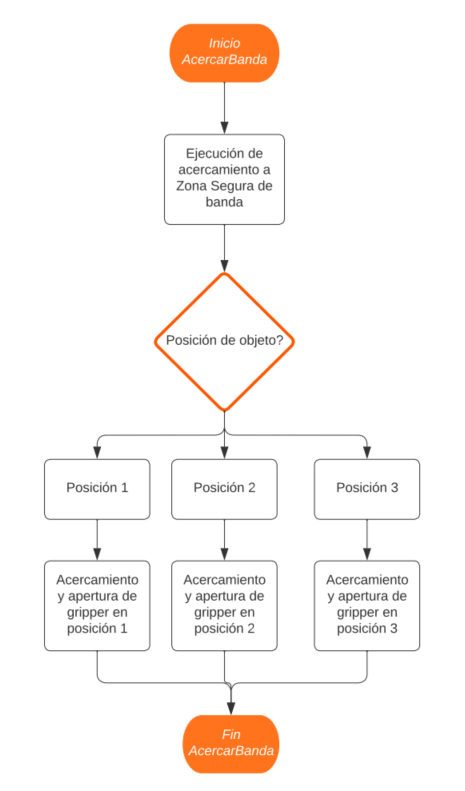 Inicio
AcercarBanda
Ejecución de
acercamiento a
Zona Segura de
banda
Posición de objeto?
Posición 1
Posición 2
Posición 3
Acercamiento
y apertura de
gripper en
posición 1
Acercamiento
y apertura de
gripper en
posición 2
Acercamiento
y apertura de
gripper en
posición 3
Fin
AcercarBanda